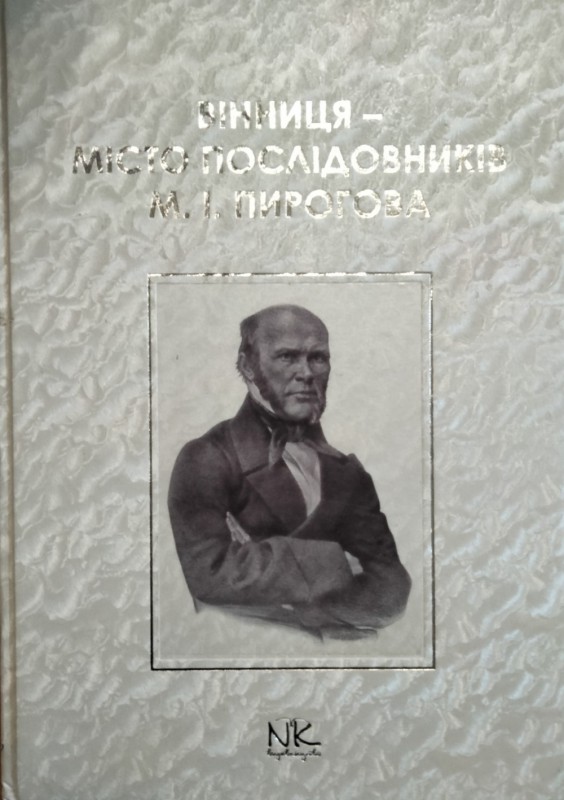 ВІННИЦЯ –
МІСТО ПОСЛІДОВНИКІВ
М. І. ПИРОГОВА
NK